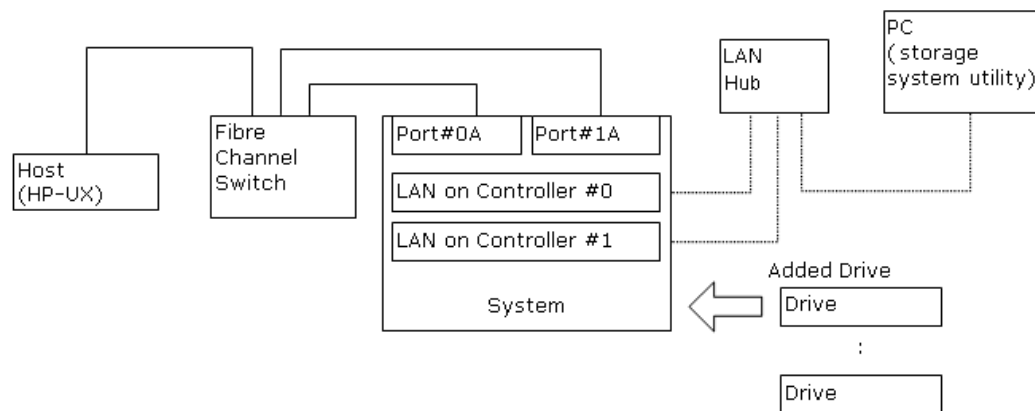 Host
(HP-UX)
Fibre
Channel
Switch
Port#0A
Port#1A
LAN on Controller #0
LAN on Controller #1
System
LAN
Hub
PC
(storage
system utility)
Added Drive
Drive
:
Drive